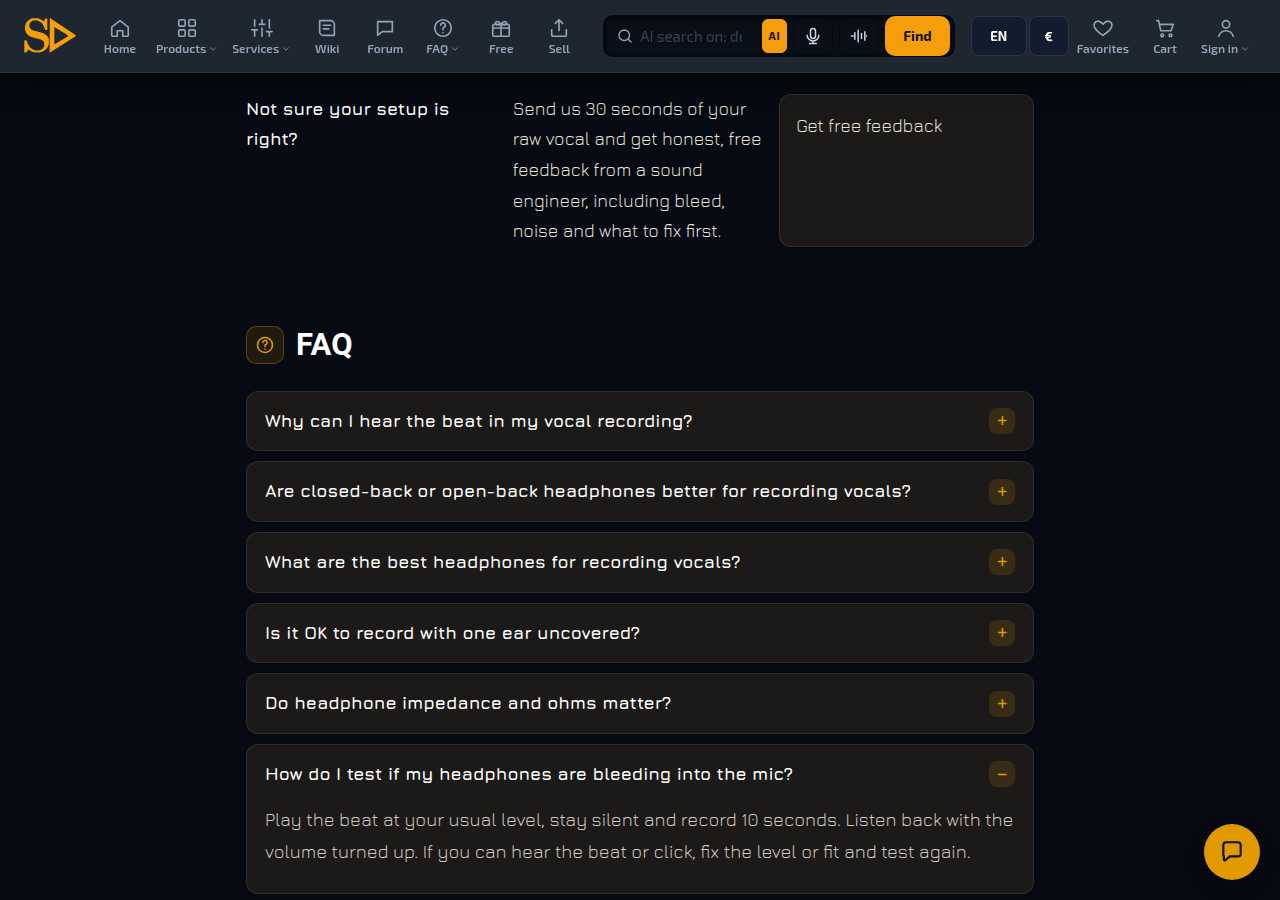 SD
Home
Products
Services
Wiki
Forum
FAQ
Free
Sell
AI search on: de
AI
Find
EN
€
Favorites
Cart
Sign in
Not sure your setup is
right?
Send us 30 seconds of your
raw vocal and get honest, free
feedback from a sound
engineer, including bleed,
noise and what to fix first.
Get free feedback
FAQ
Why can I hear the beat in my vocal recording?
+
Are closed-back or open-back headphones better for recording vocals?
+
What are the best headphones for recording vocals?
+
Is it OK to record with one ear uncovered?
+
Do headphone impedance and ohms matter?
+
How do I test if my headphones are bleeding into the mic?
−
Play the beat at your usual level, stay silent and record 10 seconds. Listen back with the
volume turned up. If you can hear the beat or click, fix the level or fit and test again.